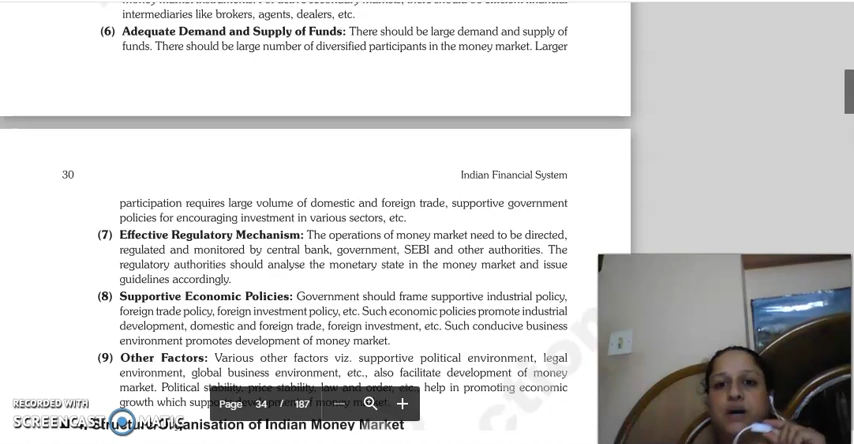 intermediaries like brokers, agents, dealers, etc.
(6) Adequate Demand and Supply of Funds: There should be large demand and supply of
funds. There should be large number of diversified participants in the money market. Larger
30 Indian Financial System
participation requires large volume of domestic and foreign trade, supportive government
policies for encouraging investment in various sectors, etc.
(7) Effective Regulatory Mechanism: The operations of money market need to be directed,
regulated and monitored by central bank, government, SEBI and other authorities. The
regulatory authorities should analyse the monetary state in the money market and issue
guidelines accordingly.
(8) Supportive Economic Policies: Government should frame supportive industrial policy,
foreign trade policy, foreign investment policy, etc. Such economic policies promote industrial
development, domestic and foreign trade, foreign investment, etc. Such conducive business
environment promotes development of money market.
(9) Other Factors: Various other factors viz. supportive political environment, legal
environment, global business environment, etc., also facilitate development of money
market. Political stability, price stability, law and order, etc., help in promoting economic
growth which
Page 34 / 187
RECORDED WITH
SCREENCAST MATIC
Structure/Organisation of Indian Money Market